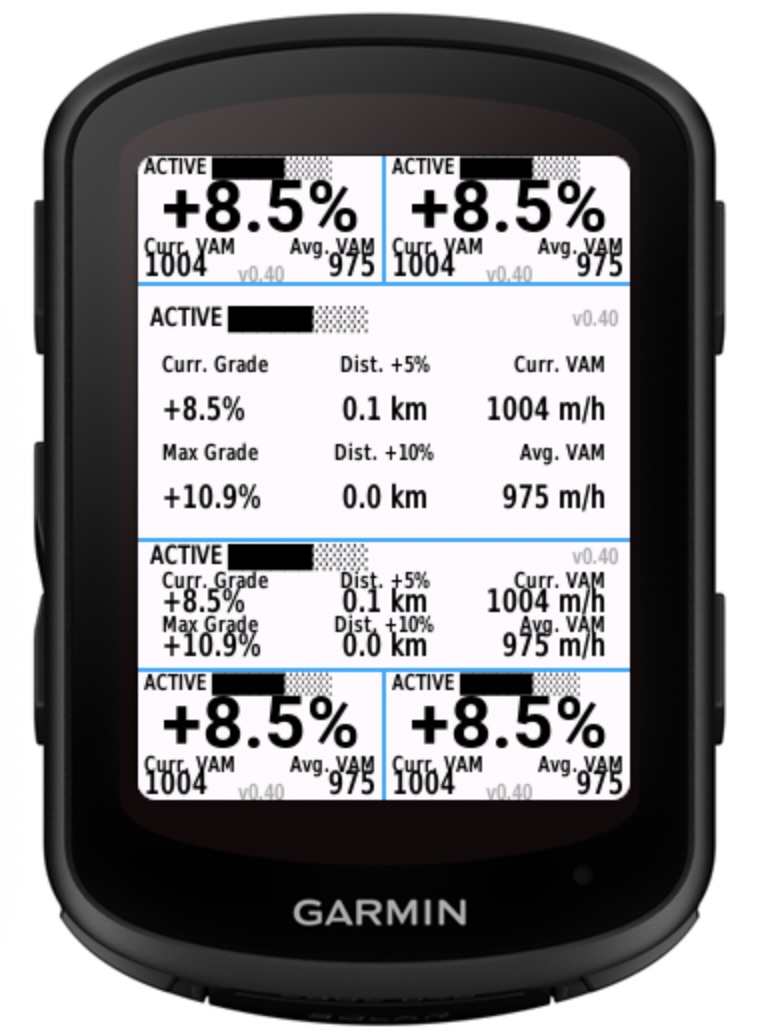 ACTIVE
+8.5%
Curr. VAM Avg. VAM
1004 v0.40 975
ACTIVE
+8.5%
Curr. VAM Avg. VAM
1004 v0.40 975
ACTIVE v0.40
Curr. Grade Dist. +5% Curr. VAM
+8.5% 0.1 km 1004 m/h
Max Grade Dist. +10% Avg. VAM
+10.9% 0.0 km 975 m/h
ACTIVE v0.40
Curr. Grade Dist. +5% Curr. VAM
+8.5% 0.1 km 1004 m/h
Max Grade Dist. +10% Avg. VAM
+10.9% 0.0 km 975 m/h
ACTIVE
+8.5%
Curr. VAM Avg. VAM
1004 v0.40 975
ACTIVE
+8.5%
Curr. VAM Avg. VAM
1004 v0.40 975
GARMIN